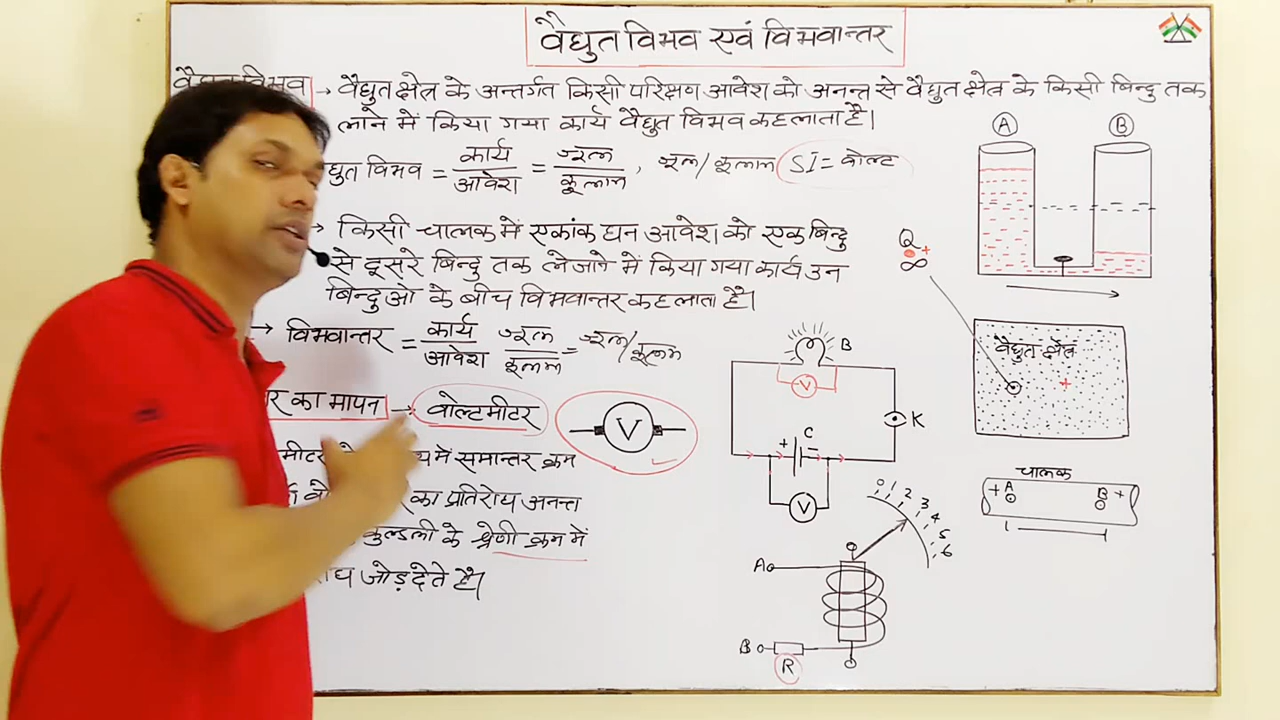 वैद्युत विभव एवं विभवान्तर
वैद्युत विभव → वैद्युत क्षेत्र के अन्तर्गत किसी परिक्षण आवेश को अनन्त से वैद्युत क्षेत्र के किसी बिन्दु तक
लाने में किया गया कार्य वैद्युत विभव कहलाता है।
द्युत विभव = कार्य/आवेश = जूल/कूलाम, जूल/कूलाम SI = वोल्ट
→ किसी चालक में एकांक धन आवेश को एक बिन्दु
से दूसरे बिन्दु तक लेजाने में किया गया कार्य उन
बिन्दुओ के बीच विभवान्तर कहलाता है।
→ विभवान्तर = कार्य/आवेश जूल/कूलाम = जूल/कूलाम
र का मापन → वोल्टमीटर
V
मीटर में समान्तर क्रम
का प्रतिरोध अनन्त
कुण्डली के श्रेणी क्रम में
जोड़ देते है।
A B
Q +
∞
वैद्युत क्षेत्र
+
चालक
+ A B +
B
V
K
+ C -
V
0 1 2 3 4 5 6
A
B
R